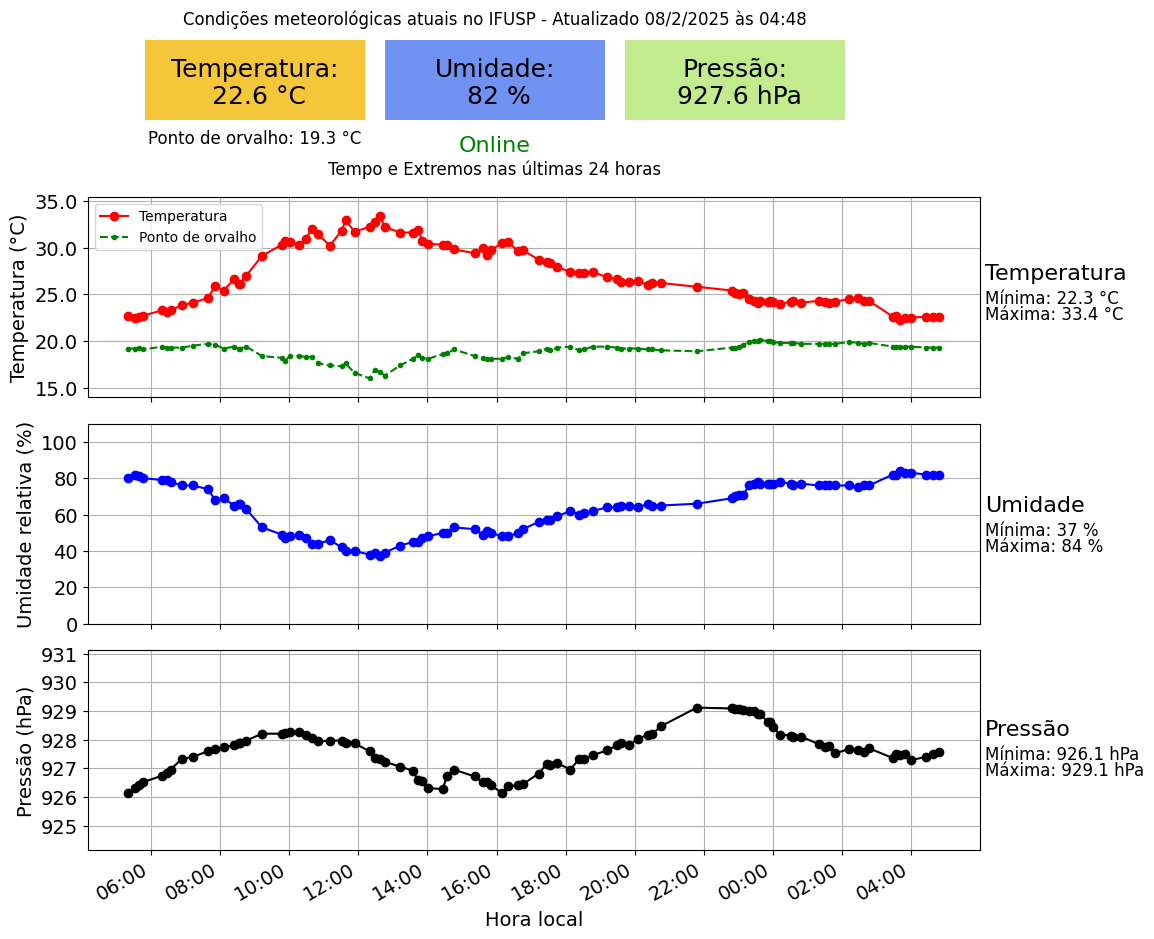 Condições meteorológicas atuais no IFUSP - Atualizado 08/2/2025 às 04:48
Temperatura:
22.6 °C
Umidade:
82 %
Pressão:
927.6 hPa
Ponto de orvalho: 19.3 °C
Online
Tempo e Extremos nas últimas 24 horas
Temperatura (°C)
35.0
30.0
25.0
20.0
15.0
Temperatura
Ponto de orvalho
Temperatura
Mínima: 22.3 °C
Máxima: 33.4 °C
Umidade relativa (%)
100
80
60
40
20
0
Umidade
Mínima: 37 %
Máxima: 84 %
Pressão (hPa)
931
930
929
928
927
926
925
Pressão
Mínima: 926.1 hPa
Máxima: 929.1 hPa
06:00 08:00 10:00 12:00 14:00 16:00 18:00 20:00 22:00 00:00 02:00 04:00
Hora local